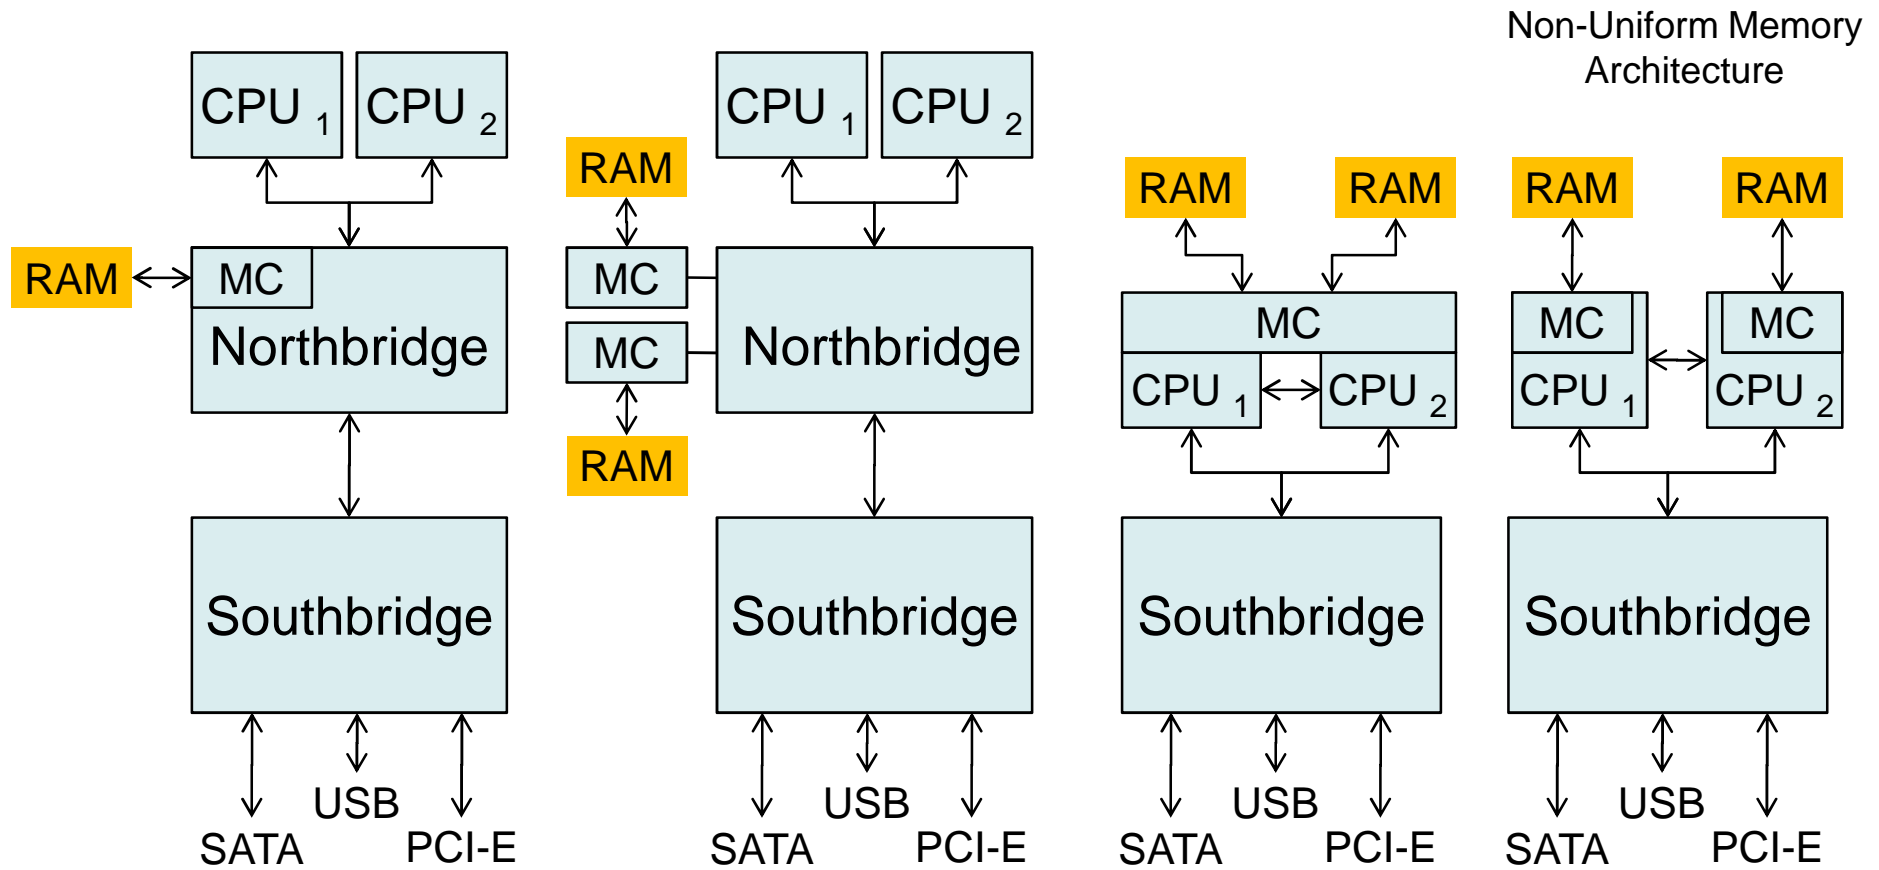 Non-Uniform Memory
Architecture
CPU 1
CPU 2
RAM
MC
Northbridge
Southbridge
SATA
USB
PCI-E
CPU 1
CPU 2
RAM
MC
MC
RAM
Northbridge
Southbridge
SATA
USB
PCI-E
RAM
RAM
MC
CPU 1
CPU 2
Southbridge
SATA
USB
PCI-E
RAM
RAM
MC
MC
CPU 1
CPU 2
Southbridge
SATA
USB
PCI-E